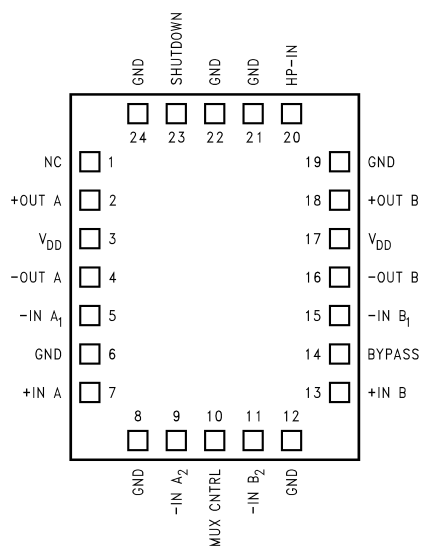 GND SHUTDOWN GND GND HP-IN
24 23 22 21 20
NC 1 19 GND
+OUT A 2 18 +OUT B
VDD 3 17 VDD
-OUT A 4 16 -OUT B
-IN A1 5 15 -IN B1
GND 6 14 BYPASS
+IN A 7 13 +IN B
8 9 10 11 12
GND -IN A2 MUX CNTRL -IN B2 GND